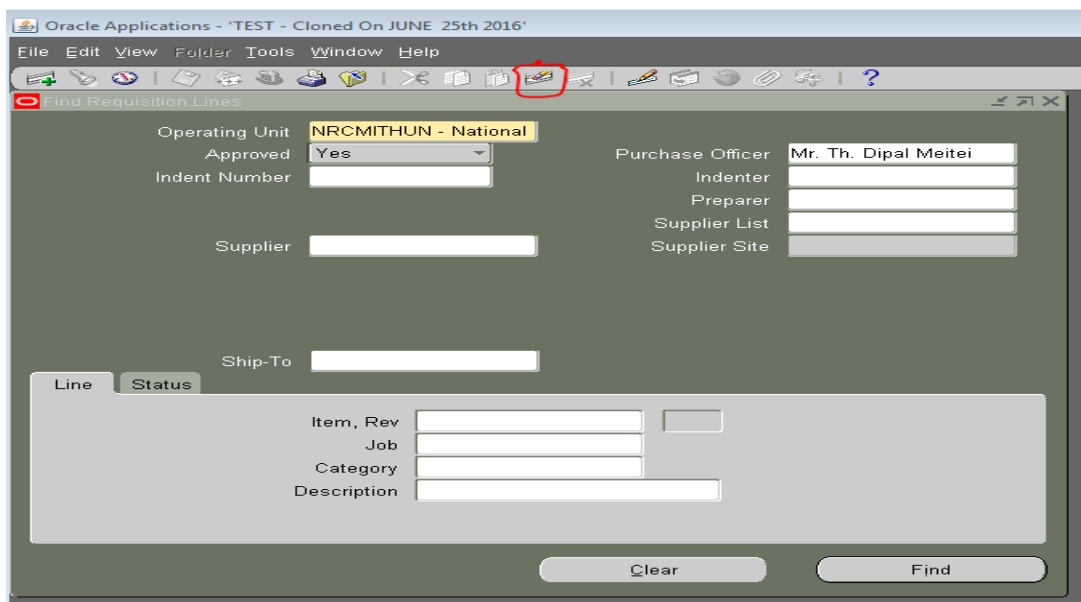 Oracle Applications - 'TEST - Cloned On JUNE 25th 2016'
File Edit View Folder Tools Window Help
Find Requisition Lines
Operating Unit NRCMITHUN - National
Approved Yes Purchase Officer Mr. Th. Dipal Meitei
Indent Number Indenter
Preparer
Supplier List
Supplier Supplier Site
Ship-To
Line Status
Item, Rev
Job
Category
Description
Clear Find